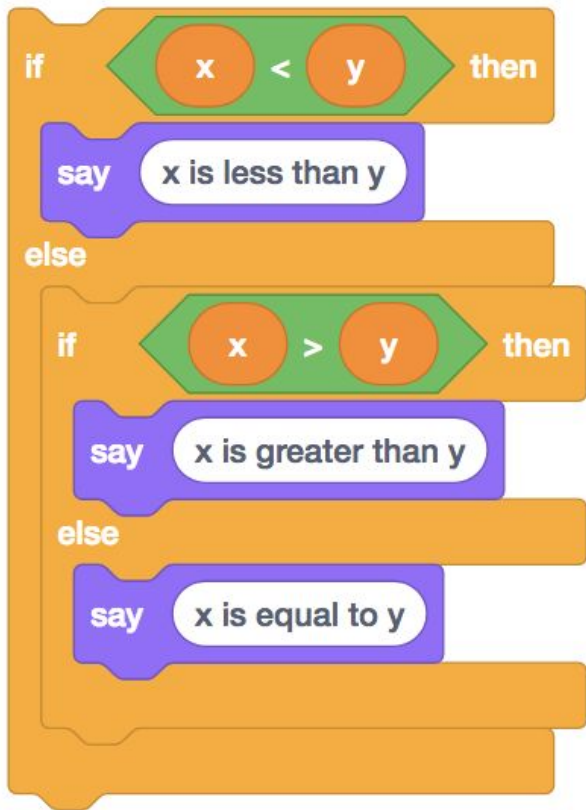 if x < y then
say x is less than y
else
if x > y then
say x is greater than y
else
say x is equal to y